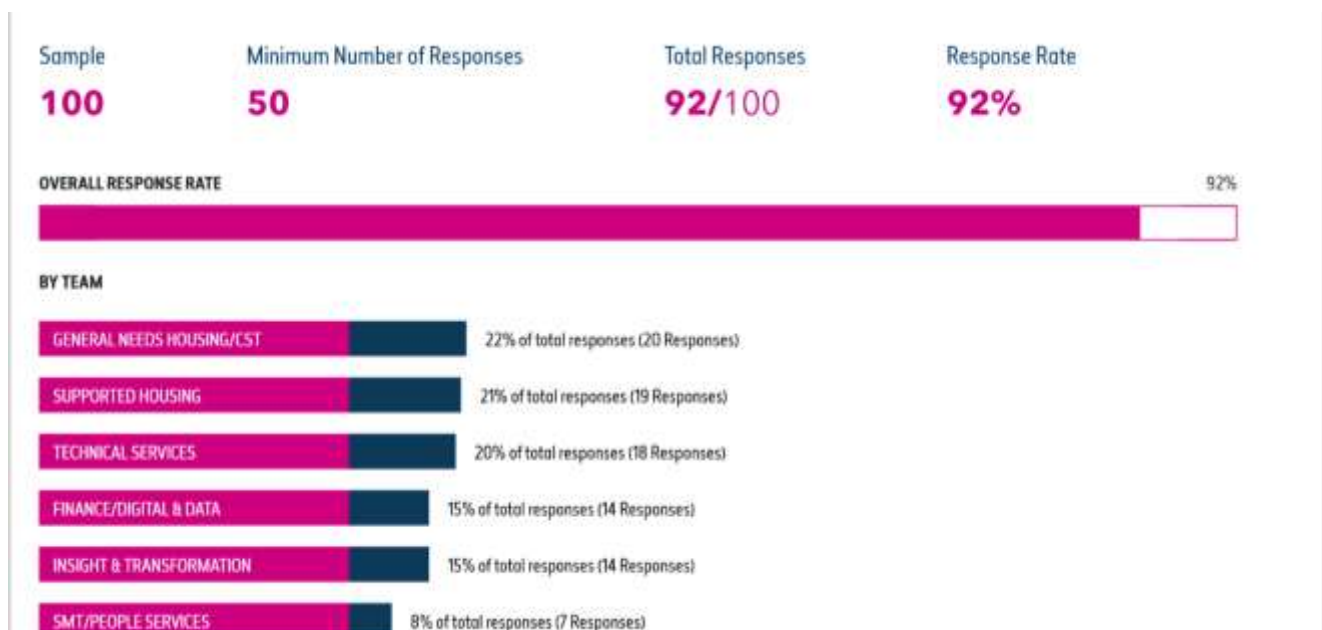 Sample Minimum Number of Responses Total Responses Response Rate
100 50 92/100 92%
OVERALL RESPONSE RATE 92%
BY TEAM
GENERAL NEEDS HOUSING/CST 22% of total responses (20 Responses)
SUPPORTED HOUSING 21% of total responses (19 Responses)
TECHNICAL SERVICES 20% of total responses (18 Responses)
FINANCE/DIGITAL & DATA 15% of total responses (14 Responses)
INSIGHT & TRANSFORMATION 15% of total responses (14 Responses)
SMT/PEOPLE SERVICES 8% of total responses (7 Responses)